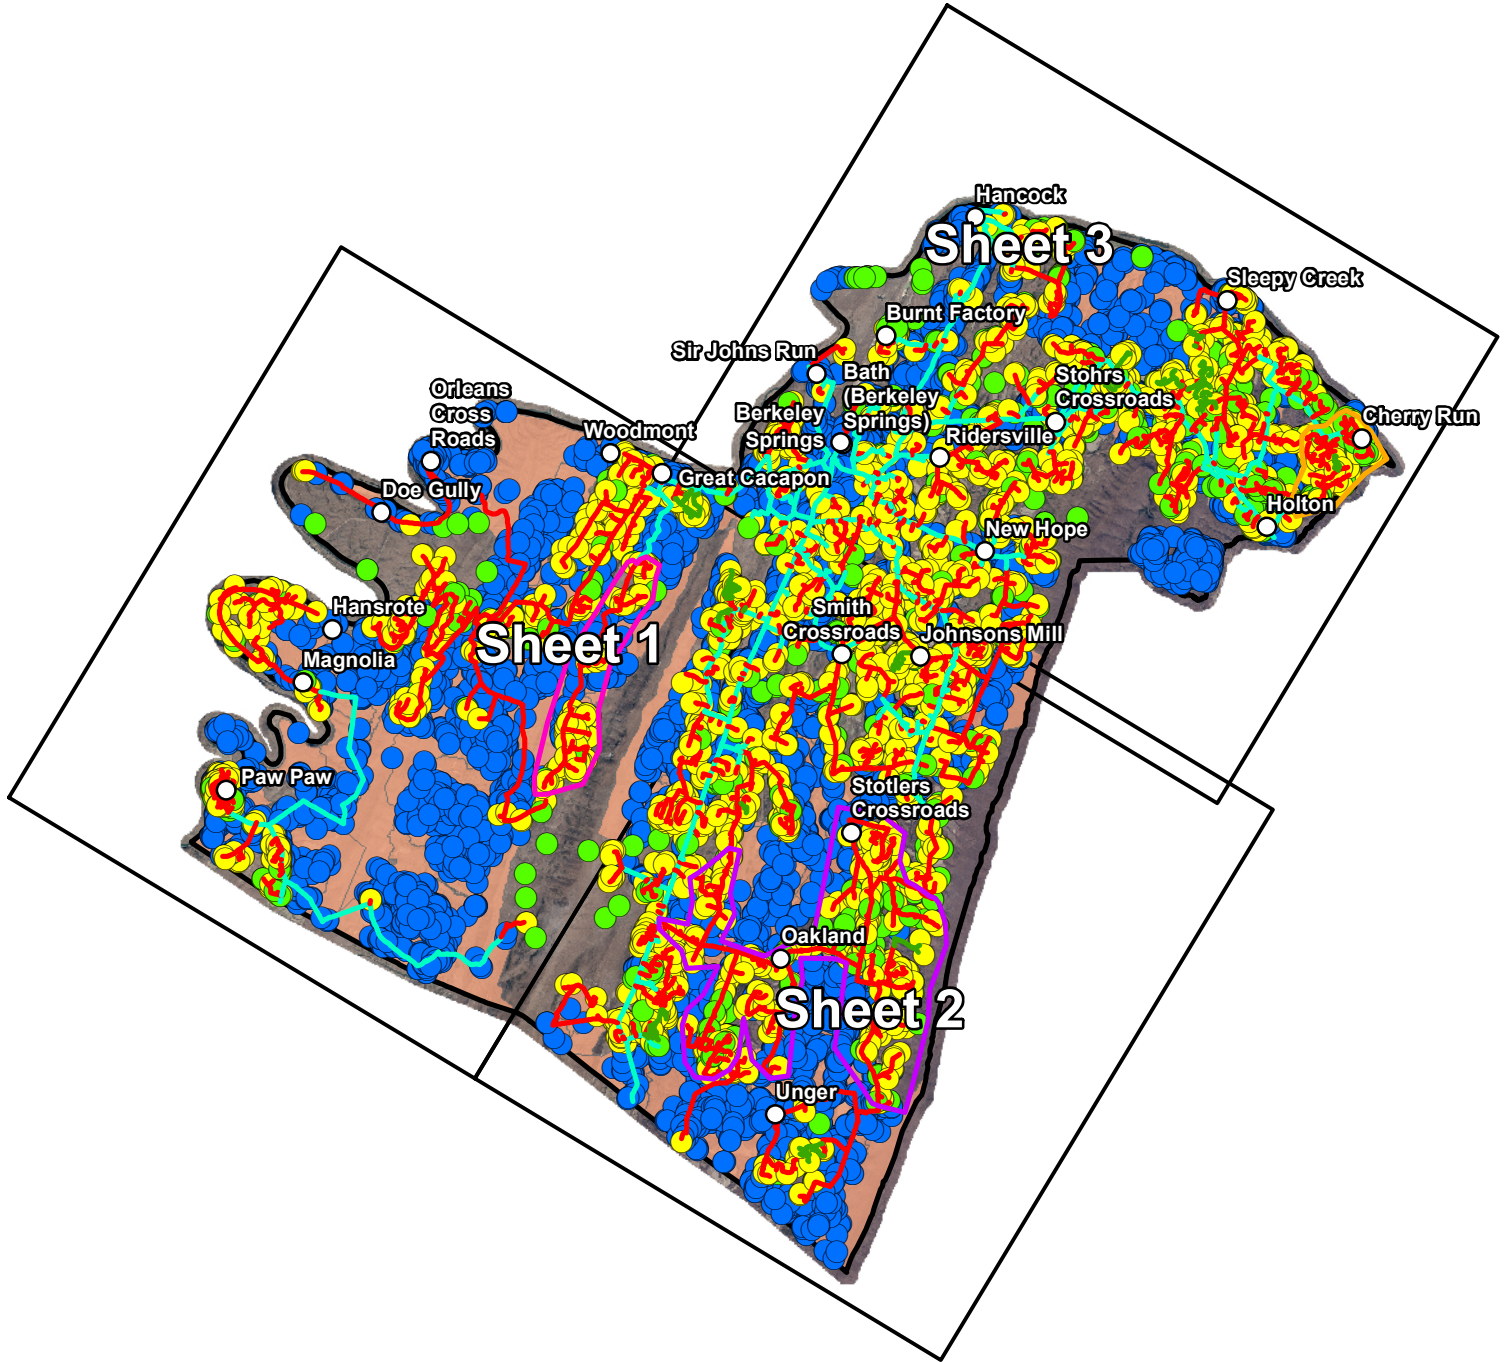 Hancock
Sheet 3
Sleepy Creek
Burnt Factory
Sir Johns Run
Bath
(Berkeley
Springs)
Stohrs
Crossroads
Orleans
Cross
Roads
Berkeley
Springs
Cherry Run
Woodmont
Ridersville
Great Cacapon
Doe Gully
Holton
New Hope
Hansrote
Smith
Crossroads
Johnsons Mill
Sheet 1
Magnolia
Paw Paw
Stotlers
Crossroads
Oakland
Sheet 2
Unger